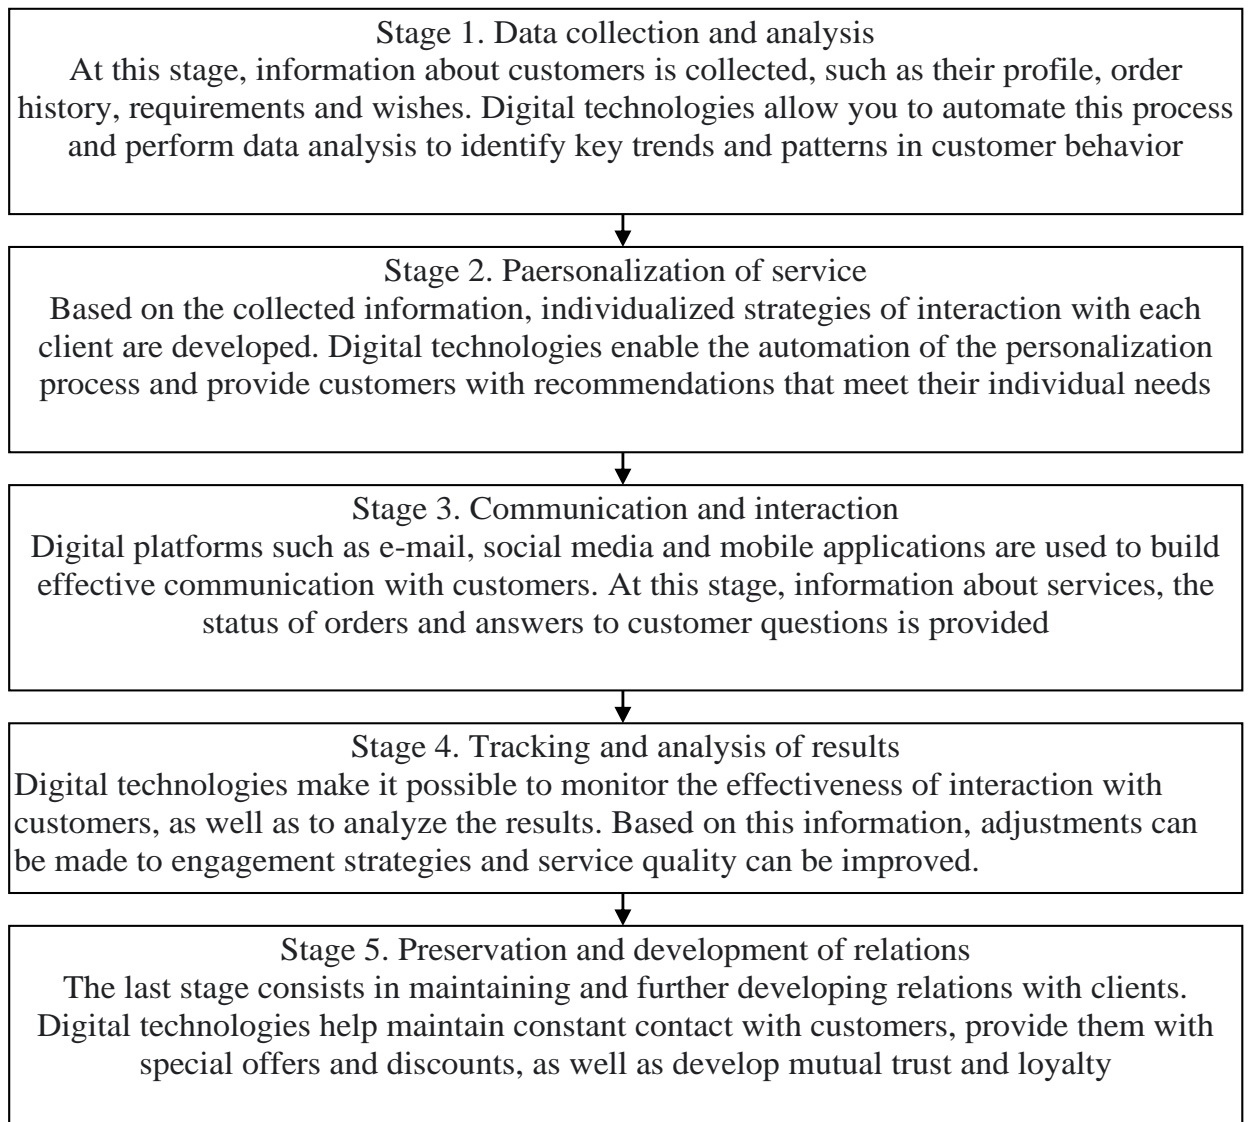 Stage 1. Data collection and analysis
At this stage, information about customers is collected, such as their profile, order
history, requirements and wishes. Digital technologies allow you to automate this process
and perform data analysis to identify key trends and patterns in customer behavior
Stage 2. Paersonalization of service
Based on the collected information, individualized strategies of interaction with each
client are developed. Digital technologies enable the automation of the personalization
process and provide customers with recommendations that meet their individual needs
Stage 3. Communication and interaction
Digital platforms such as e-mail, social media and mobile applications are used to build
effective communication with customers. At this stage, information about services, the
status of orders and answers to customer questions is provided
Stage 4. Tracking and analysis of results
Digital technologies make it possible to monitor the effectiveness of interaction with
customers, as well as to analyze the results. Based on this information, adjustments can
be made to engagement strategies and service quality can be improved.
Stage 5. Preservation and development of relations
The last stage consists in maintaining and further developing relations with clients.
Digital technologies help maintain constant contact with customers, provide them with
special offers and discounts, as well as develop mutual trust and loyalty